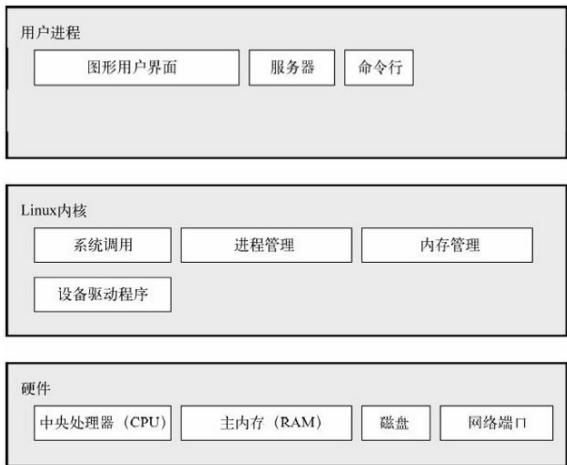 用户进程
图形用户界面 服务器 命令行
Linux内核
系统调用 进程管理 内存管理
设备驱动程序
硬件
中央处理器（CPU） 主内存（RAM） 磁盘 网络端口